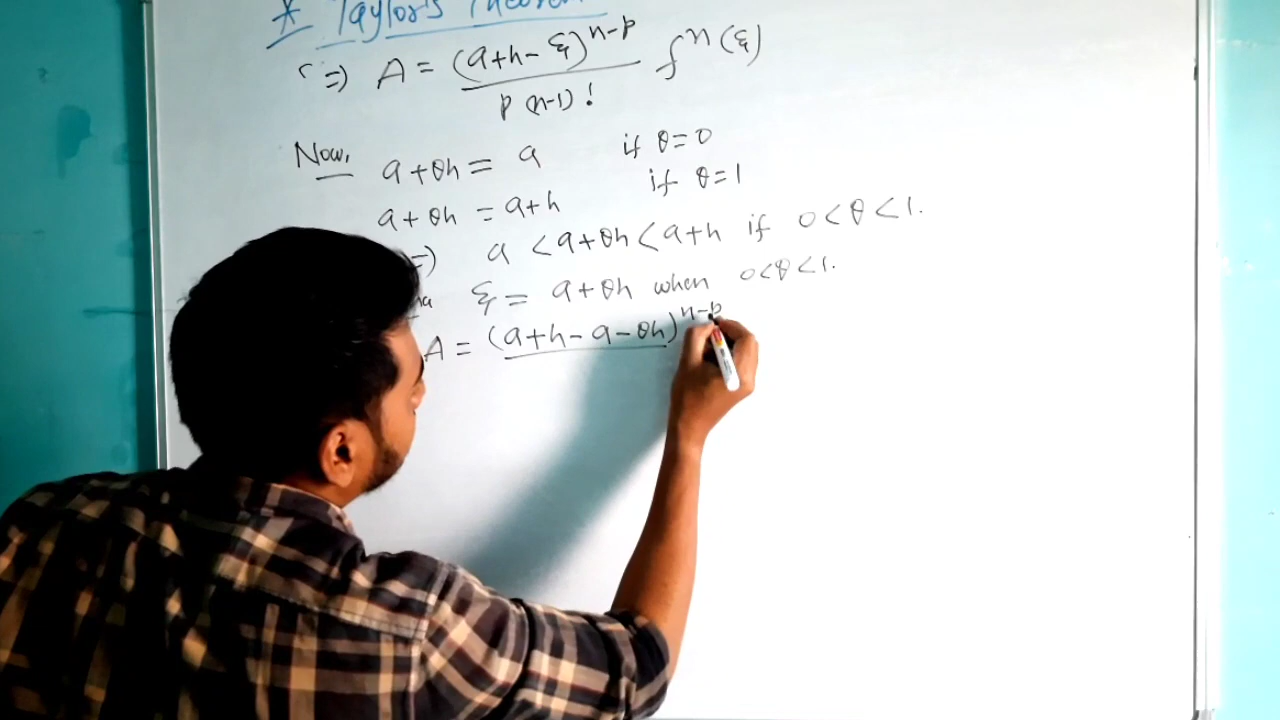 * Taylor's Theorem
=) A = (a+h-ξ)^{n-p} / p (n-1)! f^n (ξ)
Now, a+θh = a if θ=0
a+θh = a+h if θ=1
=) a < a+θh < a+h if 0<θ<1.
ξ = a+θh when 0<θ<1.
A = (a+h-a-θh)^{n-p}